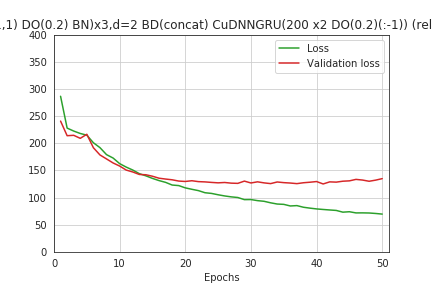 ,1) DO(0.2) BN)x3,d=2 BD(concat) CuDNNGRU(200 x2 DO(0.2)(:-1)) (rel
400
350
300
250
200
150
100
50
0
Loss
Validation loss
0 10 20 30 40 50
Epochs